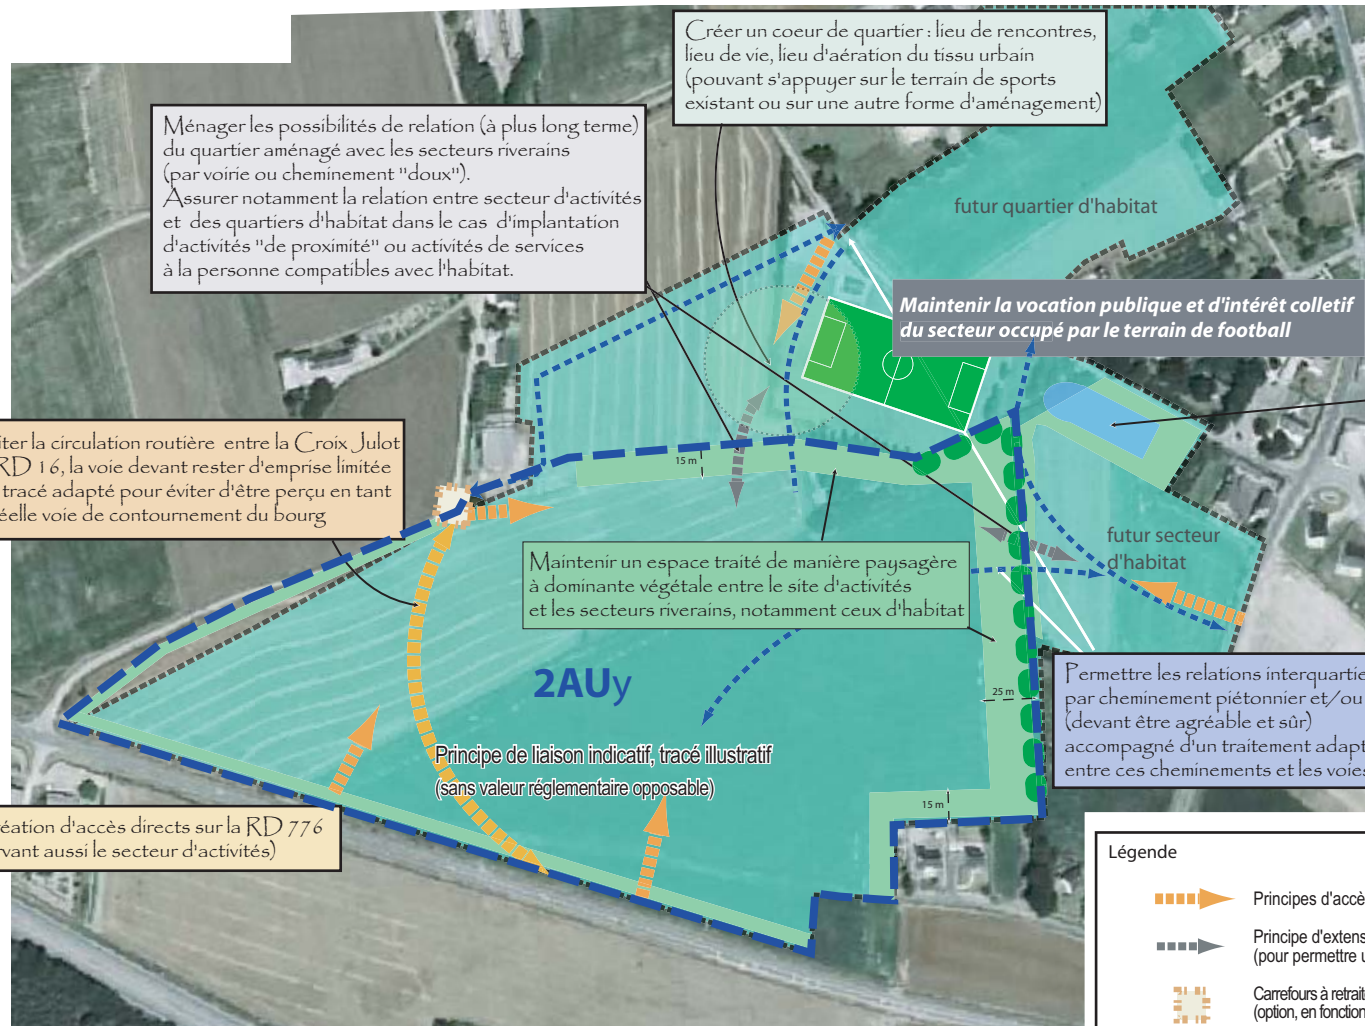 Créer un coeur de quartier : lieu de rencontres,
lieu de vie, lieu d'aération du tissu urbain
(pouvant s'appuyer sur le terrain de sports
existant ou sur une autre forme d'aménagement)
Ménager les possibilités de relation (à plus long terme)
du quartier aménagé avec les secteurs riverains
(par voirie ou cheminement "doux").
Assurer notamment la relation entre secteur d'activités
et des quartiers d'habitat dans le cas d'implantation
d'activités "de proximité" ou activités de services
à la personne compatibles avec l'habitat.
futur quartier d'habitat
Maintenir la vocation publique et d'intérêt colletif
du secteur occupé par le terrain de football
iter la circulation routière entre la Croix Julot
RD 16, la voie devant rester d'emprise limitée
tracé adapté pour éviter d'être perçu en tant
éelle voie de contournement du bourg
15 m
futur secteur
d'habitat
Maintenir un espace traité de manière paysagère
à dominante végétale entre le site d'activités
et les secteurs riverains, notamment ceux d'habitat
2AUy
25 m
Permettre les relations interquartie
par cheminement piétonnier et/ou
(devant être agréable et sûr)
accompagné d'un traitement adapt
entre ces cheminements et les voies
Principe de liaison indicatif, tracé illustratif
(sans valeur réglementaire opposable)
15 m
éation d'accès directs sur la RD 776
rvant aussi le secteur d'activités)
Légende
Principes d'accè
Principe d'extens
(pour permettre u
Carrefours à retrait
(option, en fonction